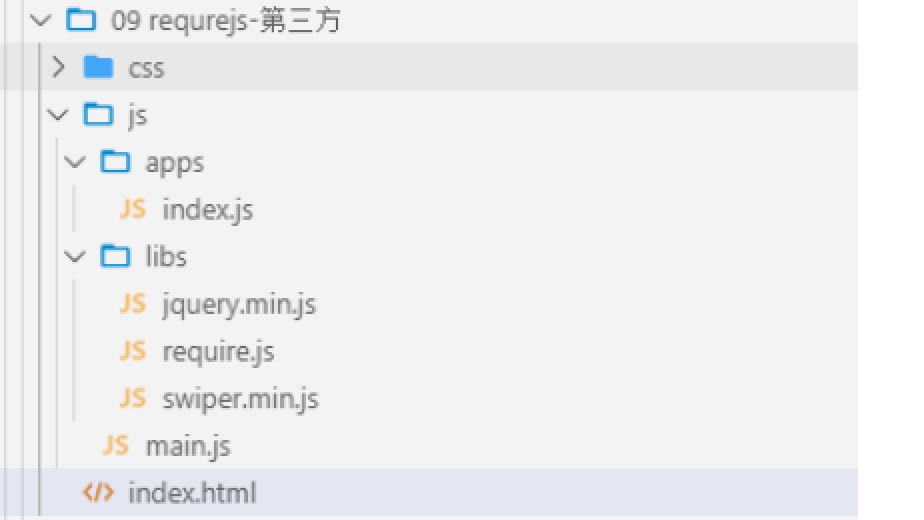 09 requrejs-第三方
css
js
apps
JS index.js
libs
JS jquery.min.js
JS require.js
JS swiper.min.js
JS main.js
</> index.html